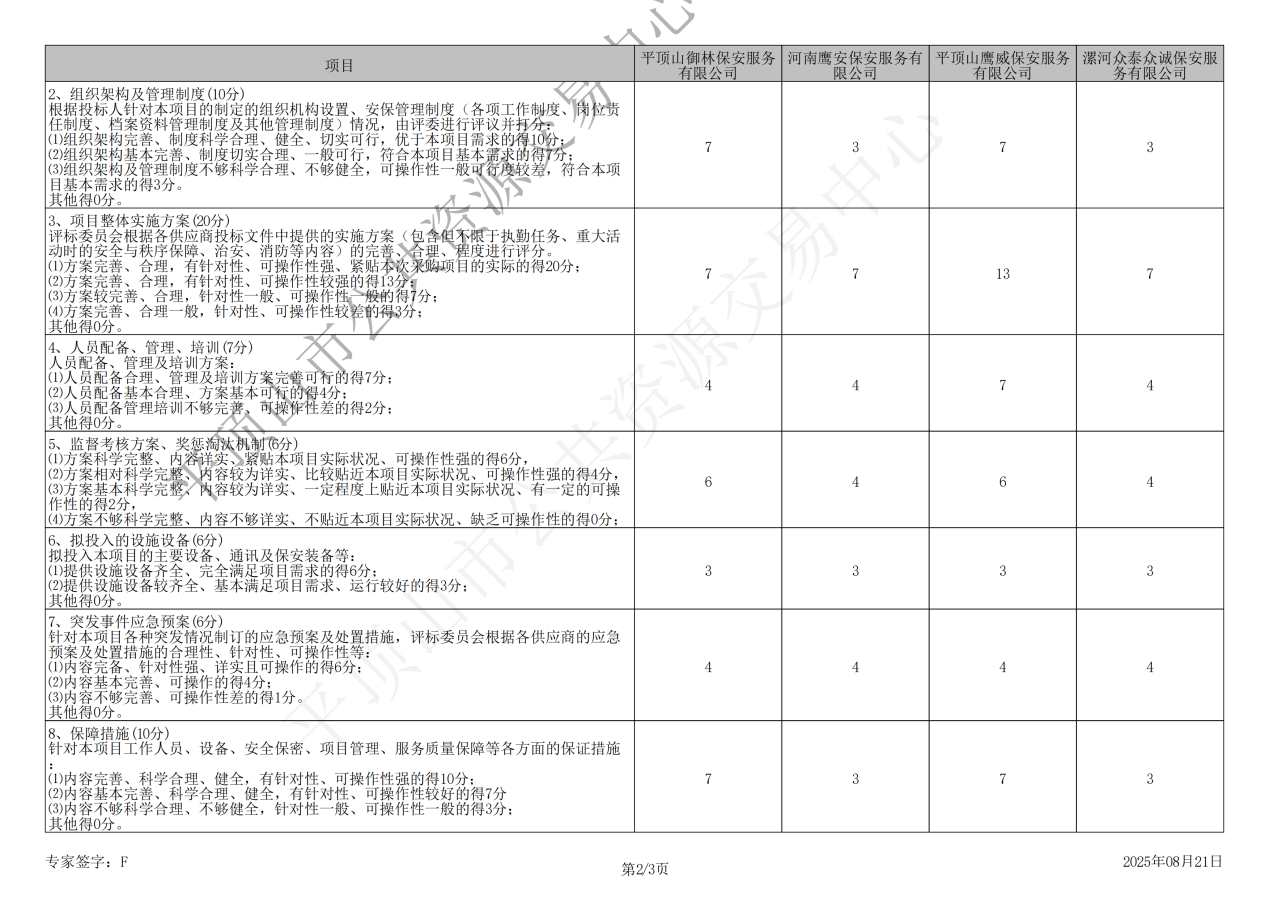 项目
平顶山御林保安服务
有限公司
河南鹰安保安服务有
限公司
平顶山鹰威保安服务
有限公司
漯河众泰众诚保安服
务有限公司
2、组织架构及管理制度(10分)
根据投标人针对本项目的制定的组织机构设置、安保管理制度（各项工作制度、岗位责
任制度、档案资料管理制度及其他管理制度）情况，由评委进行评议并打分：
(1)组织架构完善、制度科学合理、健全、切实可行，优于本项目需求的得10分；
(2)组织架构基本完善、制度切实合理、一般可行，符合本项目基本需求的得7分；
(3)组织架构及管理制度不够科学合理、不够健全，可操作性一般可行度较差，符合本项
目基本需求的得3分。
其他得0分。
7
3
7
3
3、项目整体实施方案(20分)
评标委员会根据各供应商投标文件中提供的实施方案（包含但不限于执勤任务、重大活
动时的安全与秩序保障、治安、消防等内容）的完善、合理、程度进行评分。
(1)方案完善、合理，有针对性、可操作性强、紧贴本次采购项目的实际的得20分；
(2)方案完善、合理，有针对性、可操作性较强的得13分；
(3)方案较完善、合理，针对性一般、可操作性一般的得7分；
(4)方案完善、合理一般，针对性、可操作性较差的得3分；
其他得0分。
7
7
13
7
4、人员配备、管理、培训(7分)
人员配备、管理及培训方案：
(1)人员配备合理、管理及培训方案完善可行的得7分；
(2)人员配备基本合理、方案基本可行的得4分；
(3)人员配备管理培训不够完善、可操作性差的得2分；
其他得0分。
4
4
7
4
5、监督考核方案、奖惩淘汰机制(6分)
(1)方案科学完整、内容详实、紧贴本项目实际状况、可操作性强的得6分，
(2)方案相对科学完整、内容较为详实、比较贴近本项目实际状况、可操作性强的得4分，
(3)方案基本科学完整、内容较为详实、一定程度上贴近本项目实际状况、有一定的可操
作性的得2分，
(4)方案不够科学完整、内容不够详实、不贴近本项目实际状况、缺乏可操作性的得0分；
6
4
6
4
6、拟投入的设施设备(6分)
拟投入本项目的主要设备、通讯及保安装备等：
(1)提供设施设备齐全、完全满足项目需求的得6分；
(2)提供设施设备较齐全、基本满足项目需求、运行较好的得3分；
其他得0分。
3
3
3
3
7、突发事件应急预案(6分)
针对本项目各种突发情况制订的应急预案及处置措施，评标委员会根据各供应商的应急
预案及处置措施的合理性、针对性、可操作性等：
(1)内容完备、针对性强、详实且可操作的得6分；
(2)内容基本完善、可操作的得4分；
(3)内容不够完善、可操作性差的得1分。
其他得0分。
4
4
4
4
8、保障措施(10分)
针对本项目工作人员、设备、安全保密、项目管理、服务质量保障等各方面的保证措施
：
(1)内容完善、科学合理、健全，有针对性、可操作性强的得10分；
(2)内容基本完善、科学合理、健全，有针对性、可操作性较好的得7分
(3)内容不够科学合理、不够健全，针对性一般、可操作性一般的得3分；
其他得0分。
7
3
7
3
专家签字：F
第2/3页
2025年08月21日
平顶山市公共资源交易中心
平顶山市公共资源交易中心